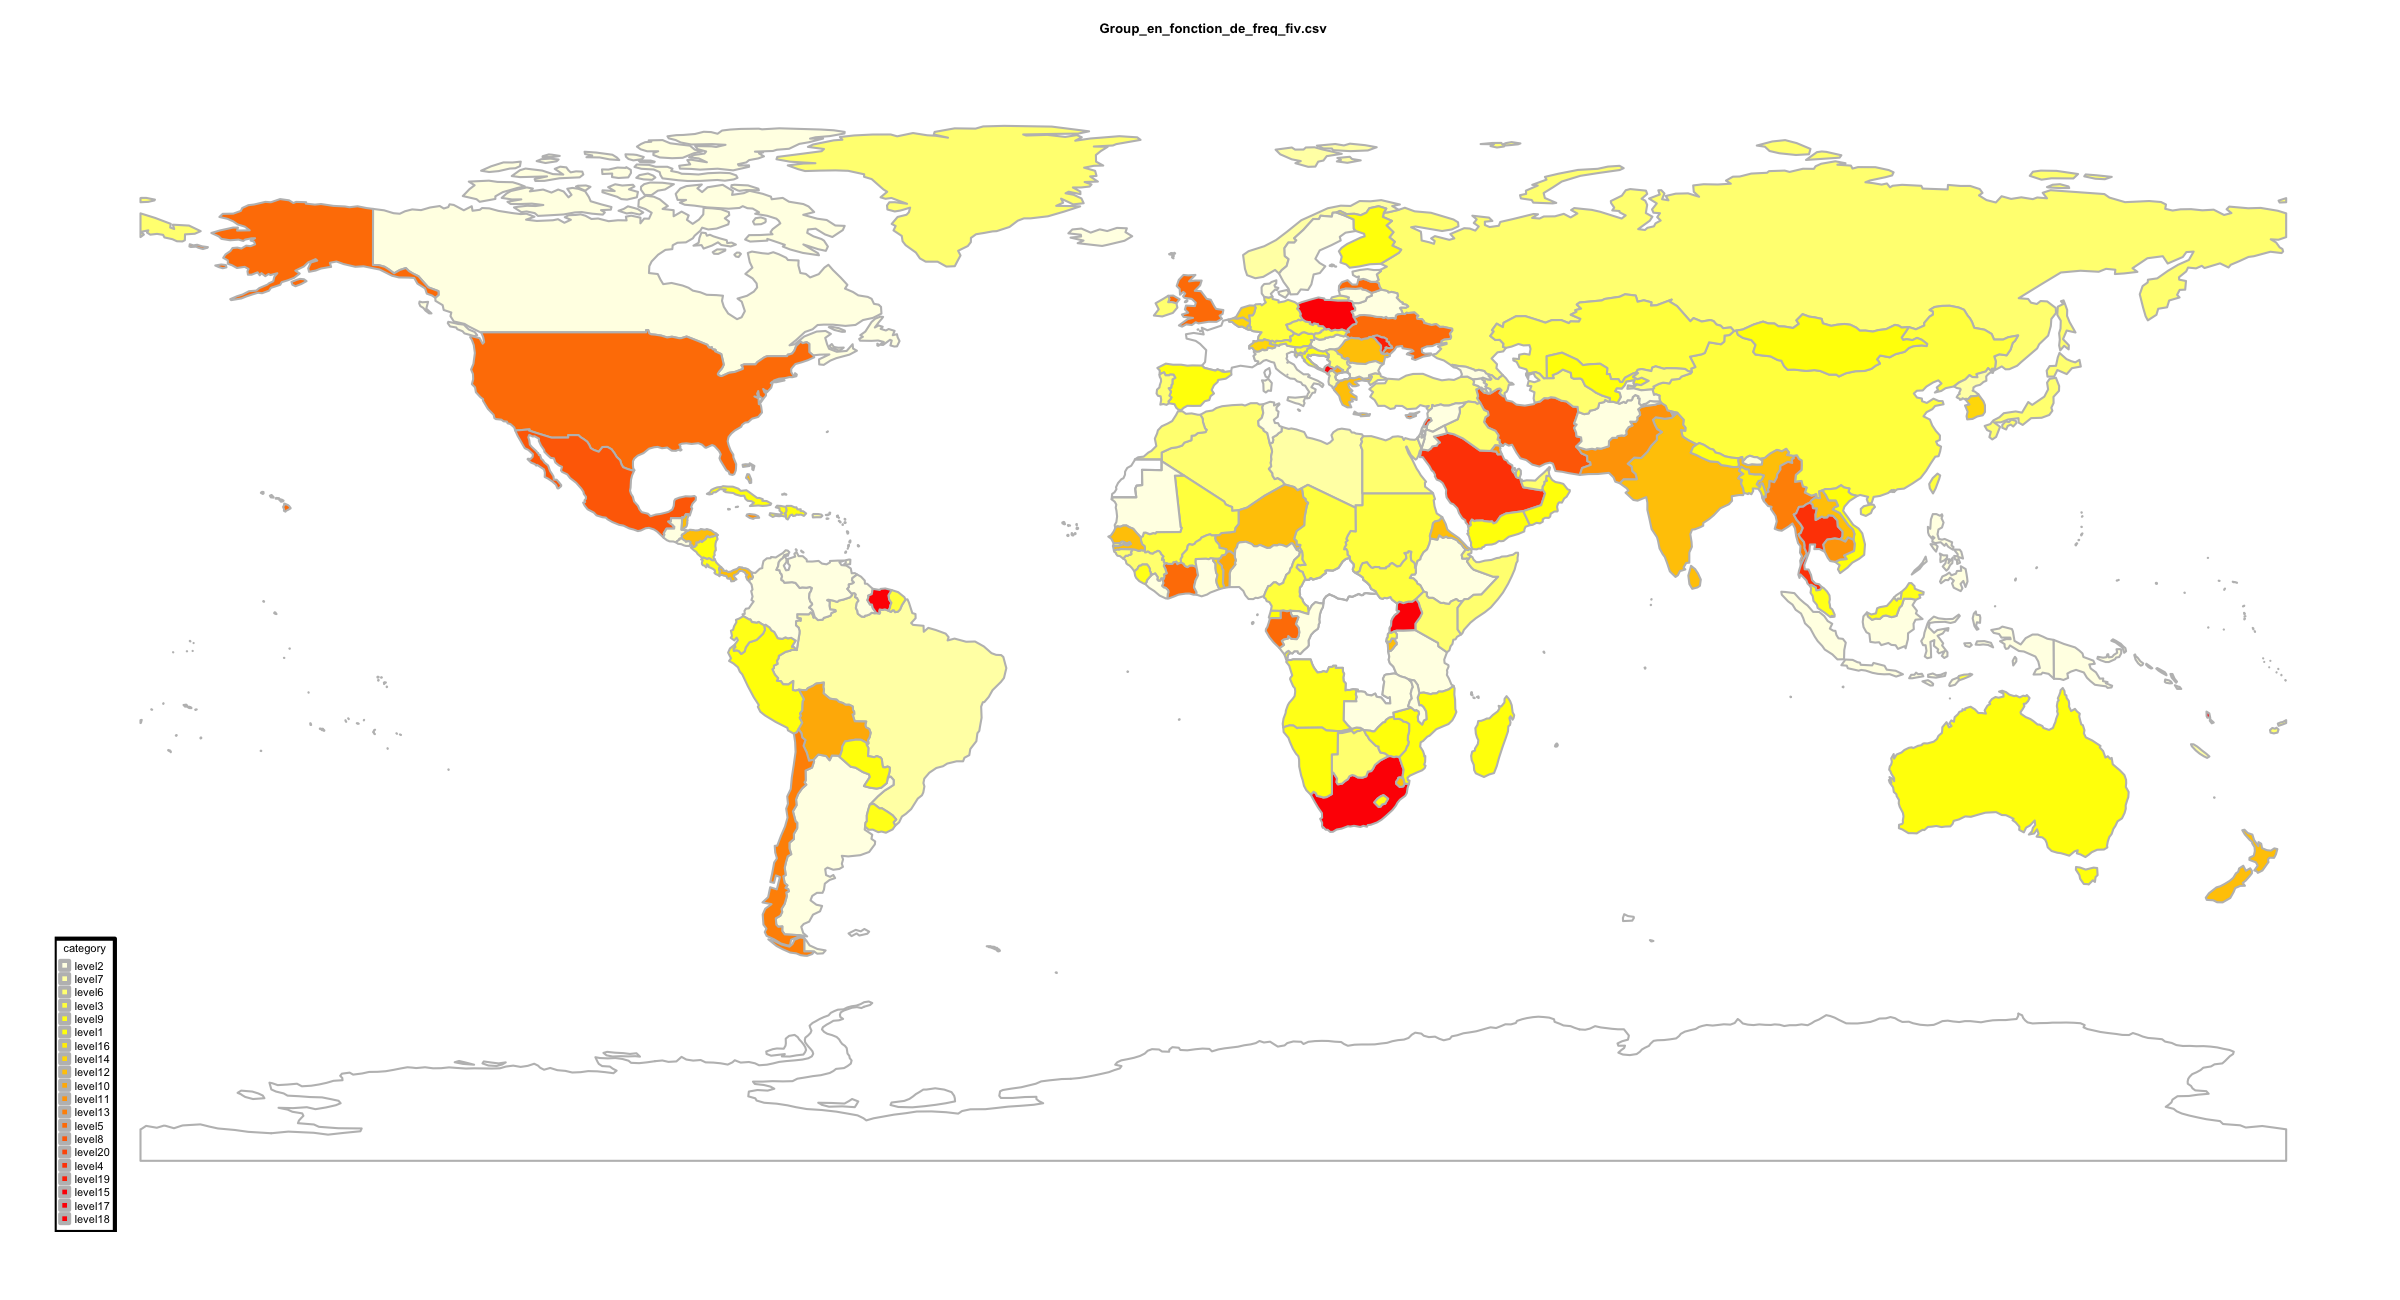 Group_en_fonction_de_freq_fiv.csv
category
level2
level7
level6
level3
level9
level1
level16
level14
level12
level10
level11
level13
level5
level8
level20
level4
level19
level15
level17
level18